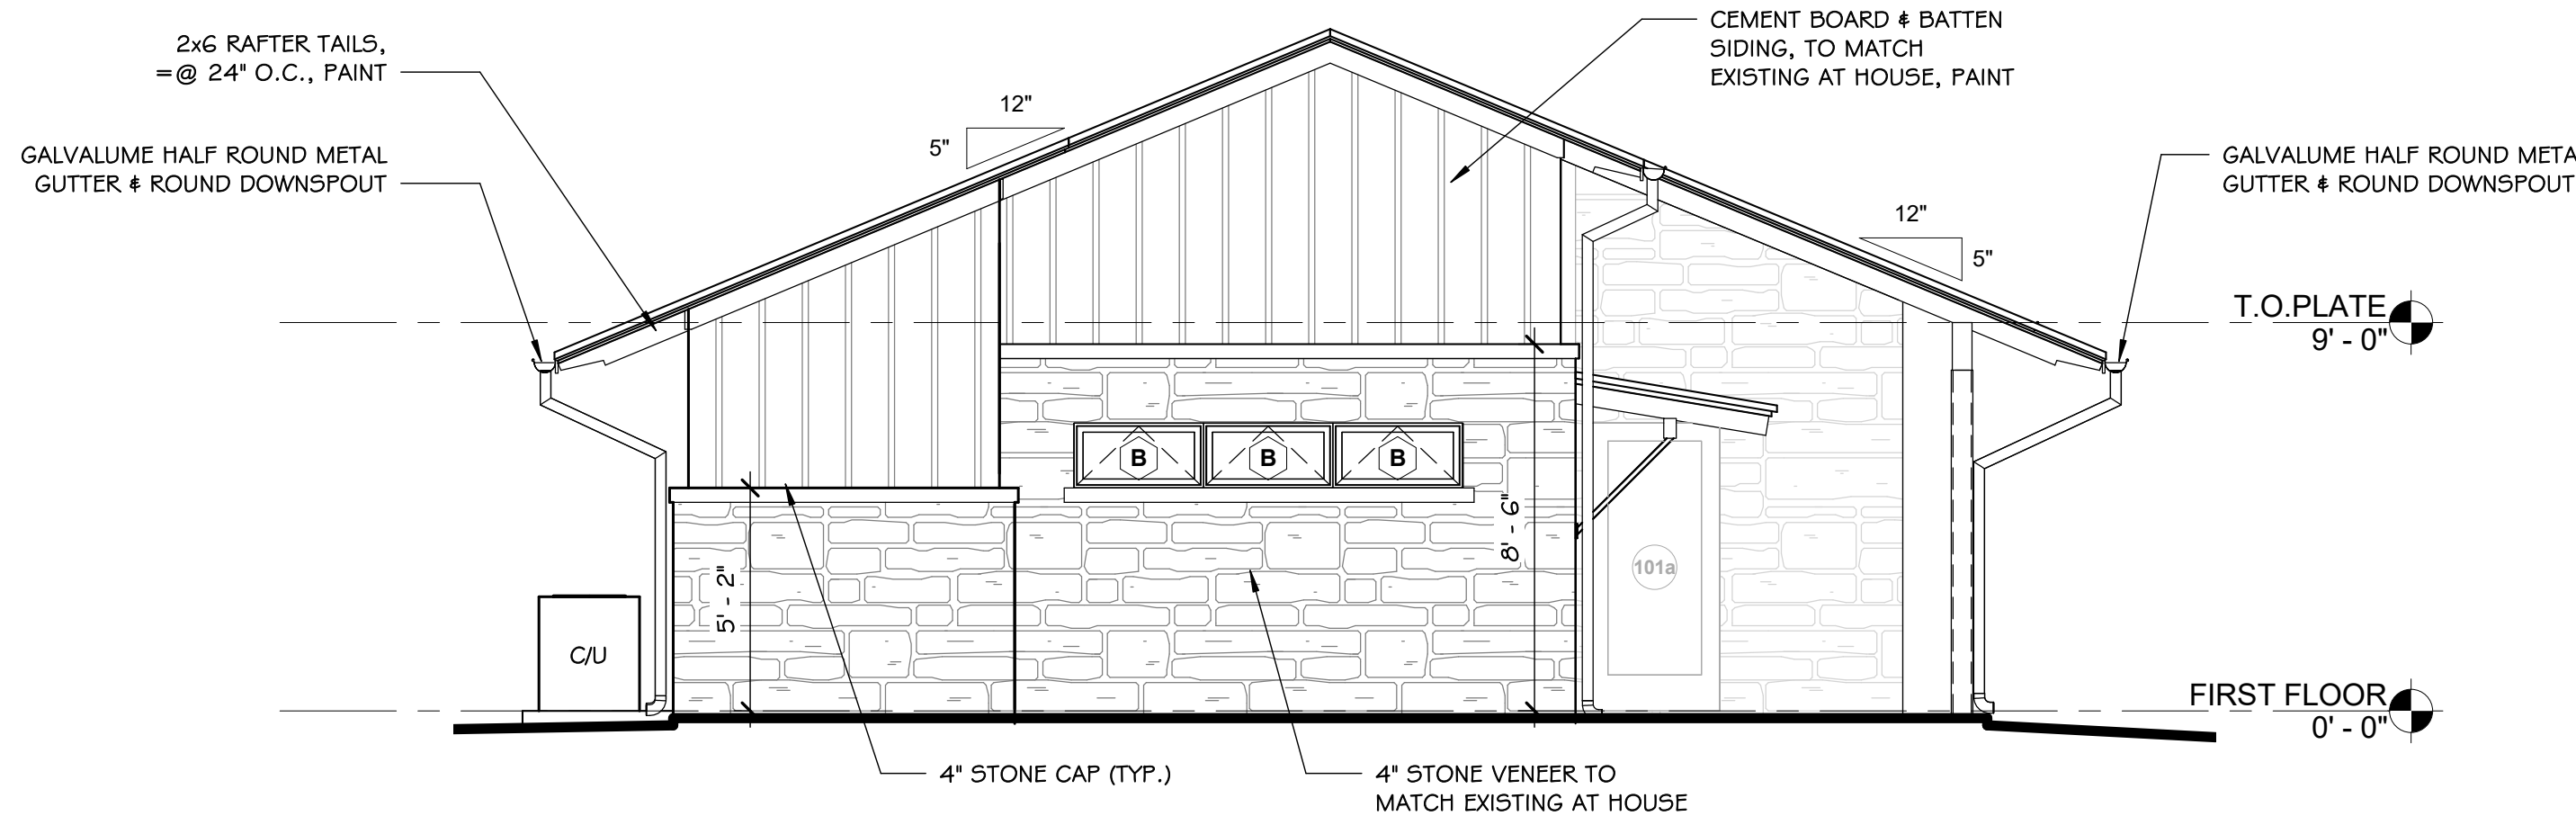 2x6 RAFTER TAILS,
=@ 24" O.C., PAINT
GALVALUME HALF ROUND METAL
GUTTER & ROUND DOWNSPOUT
12"
5"
CEMENT BOARD & BATTEN
SIDING, TO MATCH
EXISTING AT HOUSE, PAINT
GALVALUME HALF ROUND META
GUTTER & ROUND DOWNSPOUT
12"
5"
T.O.PLATE
9' - 0"
B
B
B
8' - 6"
5' - 2"
101a
C/U
FIRST FLOOR
0' - 0"
4" STONE CAP (TYP.)
4" STONE VENEER TO
MATCH EXISTING AT HOUSE